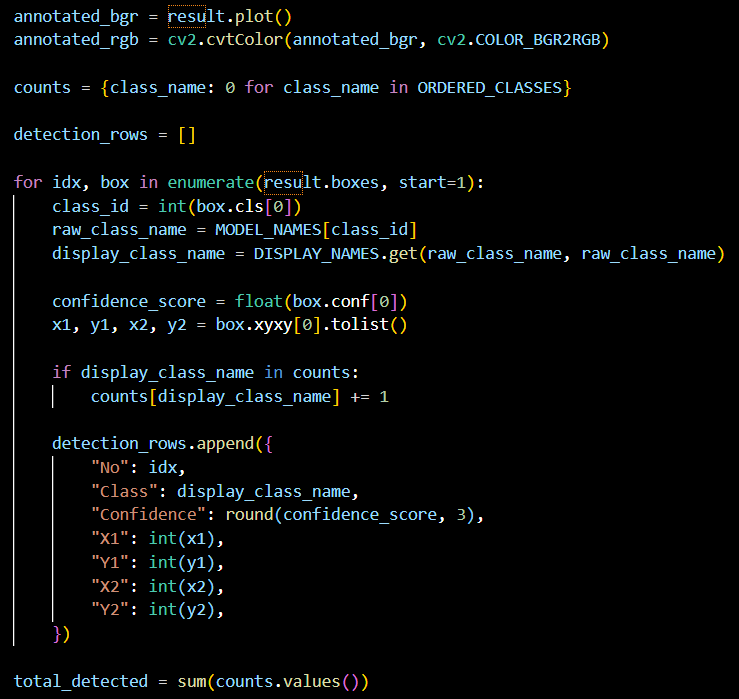 annotated_bgr = result.plot()
annotated_rgb = cv2.cvtColor(annotated_bgr, cv2.COLOR_BGR2RGB)

counts = {class_name: 0 for class_name in ORDERED_CLASSES}

detection_rows = []

for idx, box in enumerate(result.boxes, start=1):
    class_id = int(box.cls[0])
    raw_class_name = MODEL_NAMES[class_id]
    display_class_name = DISPLAY_NAMES.get(raw_class_name, raw_class_name)

    confidence_score = float(box.conf[0])
    x1, y1, x2, y2 = box.xyxy[0].tolist()

    if display_class_name in counts:
        counts[display_class_name] += 1

    detection_rows.append({
        "No": idx,
        "Class": display_class_name,
        "Confidence": round(confidence_score, 3),
        "X1": int(x1),
        "Y1": int(y1),
        "X2": int(x2),
        "Y2": int(y2),
    })

total_detected = sum(counts.values())